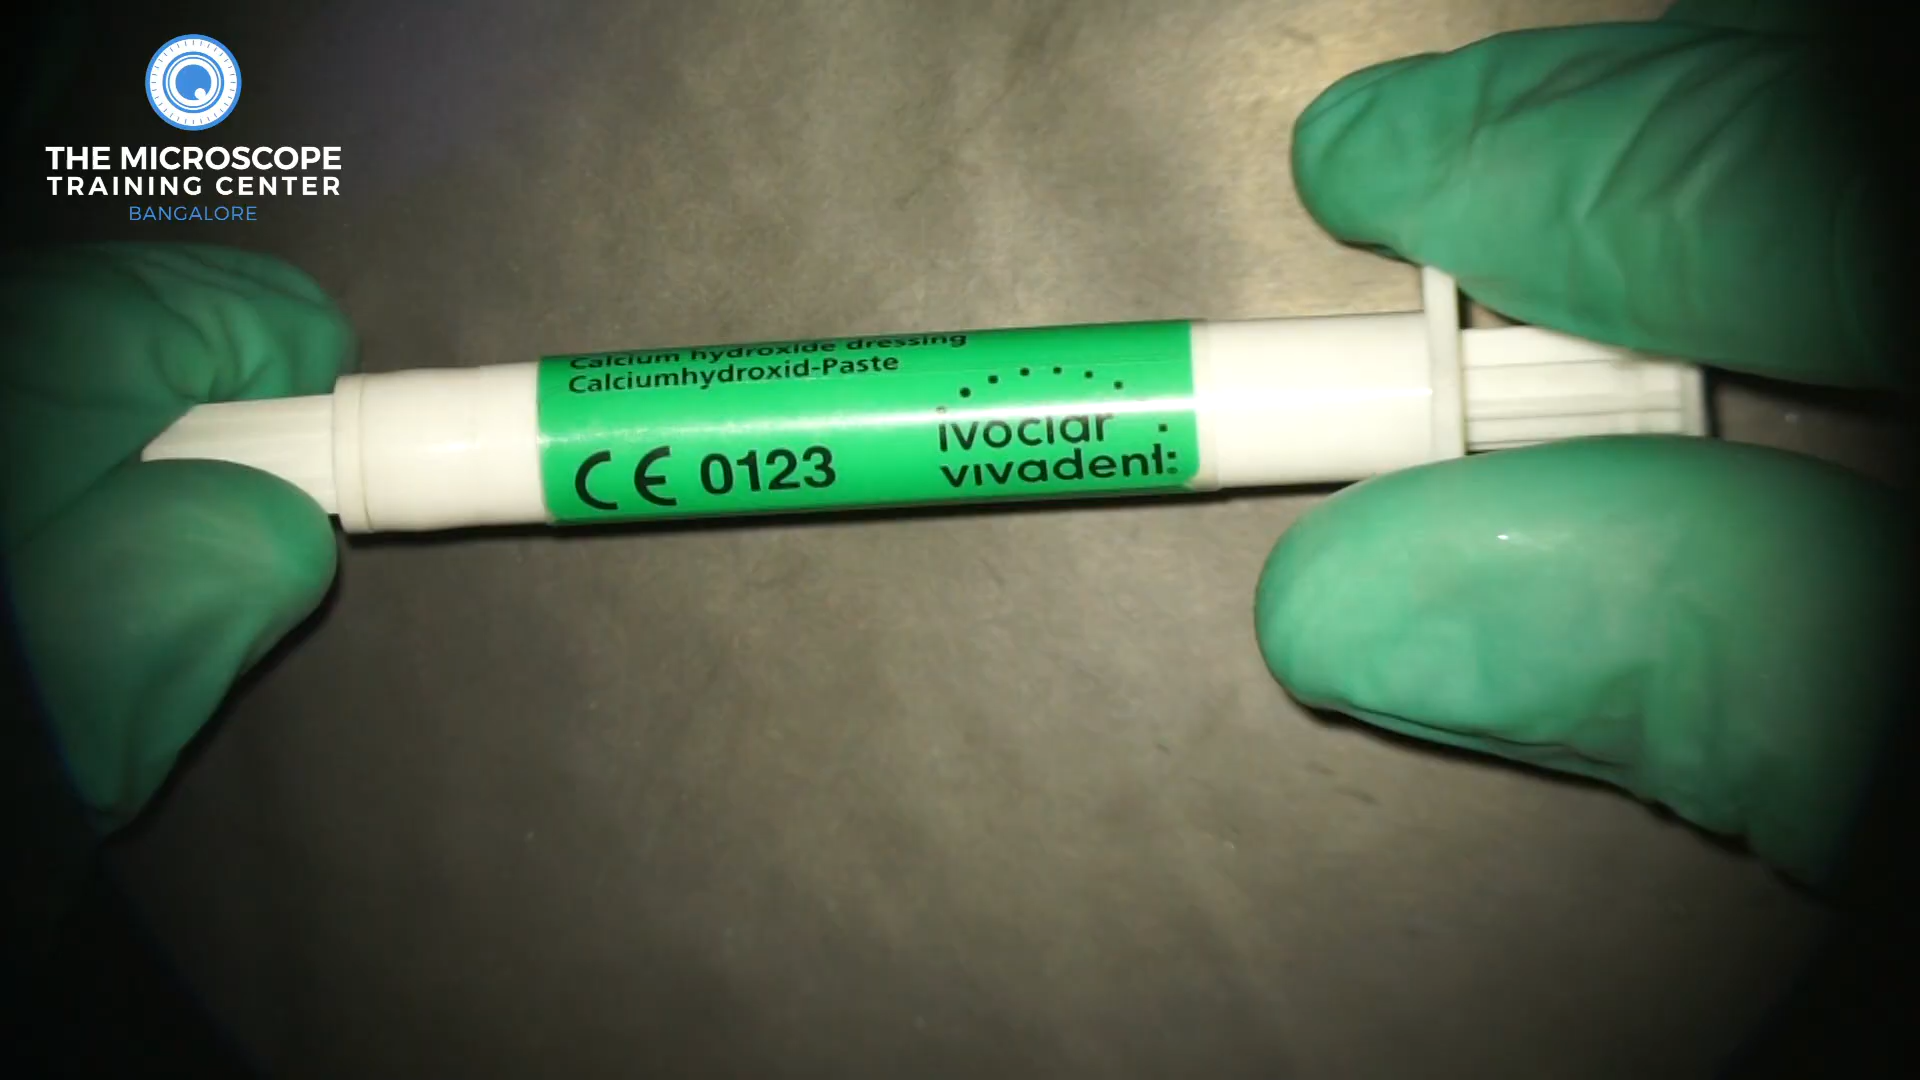 THE MICROSCOPE
TRAINING CENTER
BANGALORE
Calcium hydroxide dressing
Calciumhydroxid-Paste
CE 0123
ivoclar
vivadent: